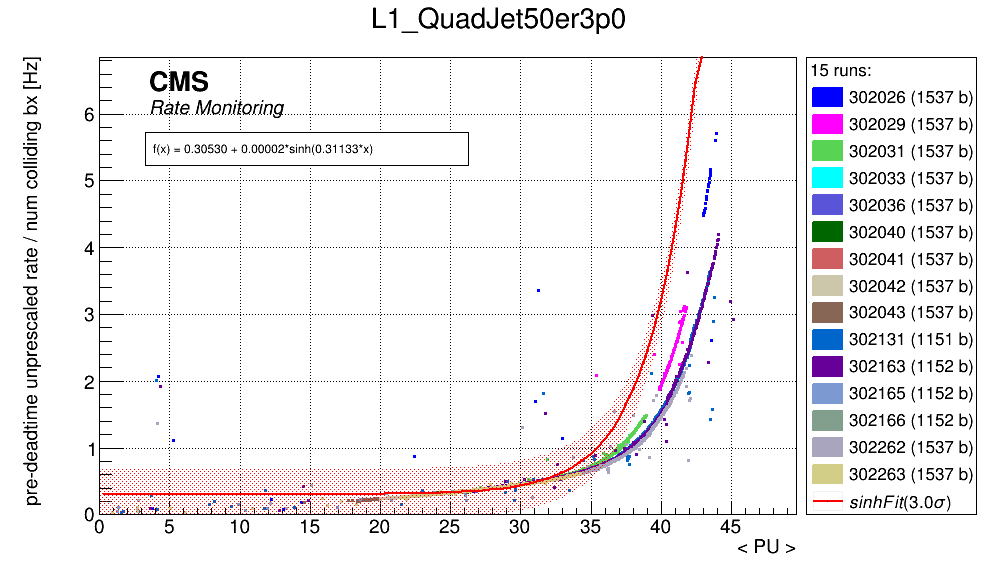 L1_QuadJet50er3p0
pre-deadtime unprescaled rate / num colliding bx [Hz]
CMS
Rate Monitoring
f(x) = 0.30530 + 0.00002*sinh(0.31133*x)
6
5
4
3
2
1
0
0 5 10 15 20 25 30 35 40 45
< PU >
15 runs:
302026 (1537 b)
302029 (1537 b)
302031 (1537 b)
302033 (1537 b)
302036 (1537 b)
302040 (1537 b)
302041 (1537 b)
302042 (1537 b)
302043 (1537 b)
302131 (1151 b)
302163 (1152 b)
302165 (1152 b)
302166 (1152 b)
302262 (1537 b)
302263 (1537 b)
sinhFit(3.0σ)